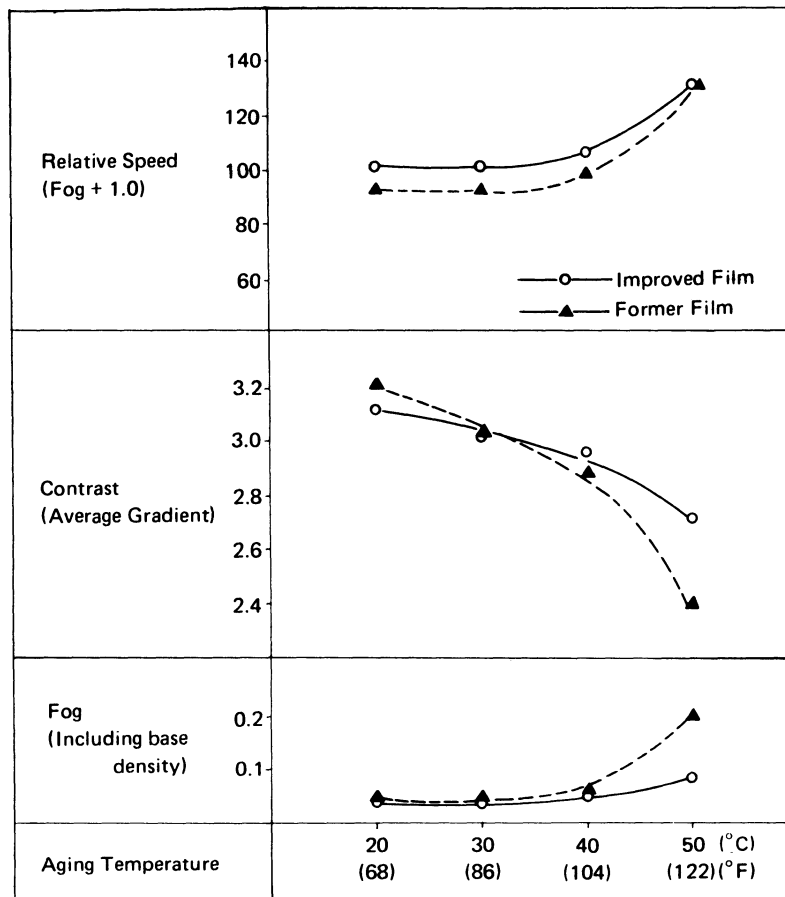 140
120
100
80
60
Relative Speed
(Fog + 1.0)
Improved Film
Former Film
3.2
3.0
2.8
2.6
2.4
Contrast
(Average Gradient)
Fog
(Including base
density)
0.2
0.1
Aging Temperature
20 30 40 50 (°C)
(68) (86) (104) (122)(°F)